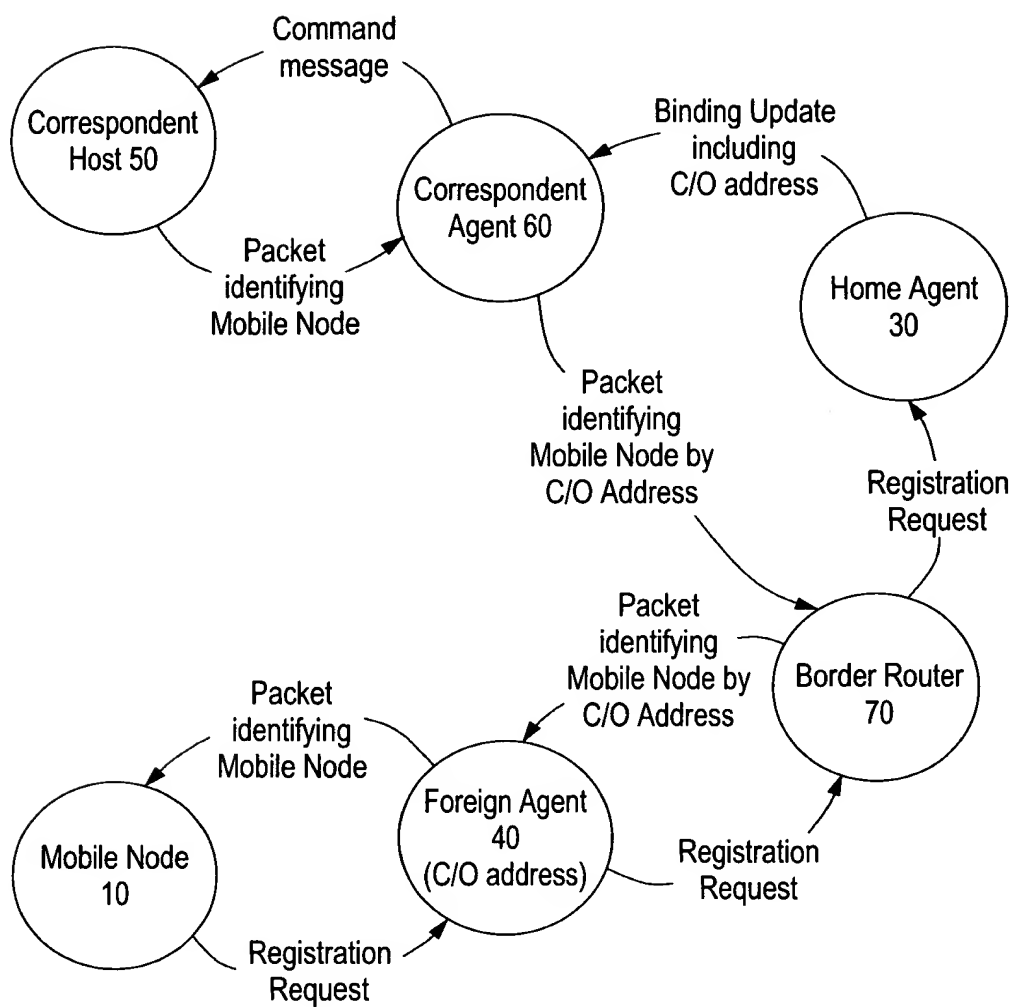 Command
message
Correspondent
Host 50
Binding Update
including
C/O address
Correspondent
Agent 60
Packet
identifying
Mobile Node
Home Agent
30
Packet
identifying
Mobile Node by
C/O Address
Registration
Request
Packet
identifying
Mobile Node by
C/O Address
Border Router
70
Packet
identifying
Mobile Node
Foreign Agent
40
(C/O address)
Mobile Node
10
Registration
Request
Registration
Request